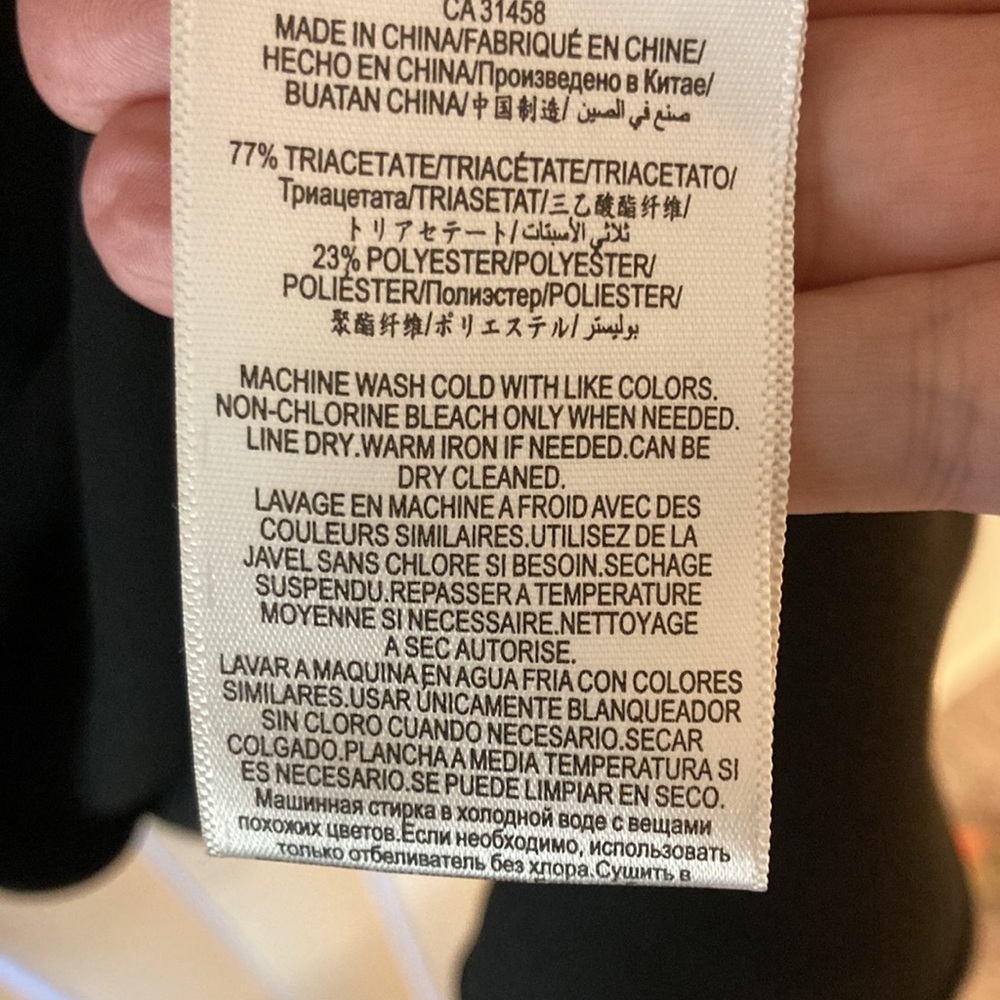 CA 31458
MADE IN CHINA/FABRIQUÉ EN CHINE/
HECHO EN CHINA/Произведено в Китае/
BUATAN CHINA/中国制造/ صنع في الصين
77% TRIACETATE/TRIACÉTATE/TRIACETATO/
Триацетата/TRIASETAT/三乙酸酯纤维/
トリアセテート/ثلاثي الأسيتات
23% POLYESTER/POLYESTER/
POLIÉSTER/Полиэстер/POLIESTER/
聚酯纤维/ポリエステル/ بوليستر
MACHINE WASH COLD WITH LIKE COLORS.
NON-CHLORINE BLEACH ONLY WHEN NEEDED.
LINE DRY.WARM IRON IF NEEDED.CAN BE
DRY CLEANED.
LAVAGE EN MACHINE A FROID AVEC DES
COULEURS SIMILAIRES.UTILISEZ DE LA
JAVEL SANS CHLORE SI BESOIN.SECHAGE
SUSPENDU.REPASSER A TEMPERATURE
MOYENNE SI NECESSAIRE.NETTOYAGE
A SEC AUTORISE.
LAVAR A MAQUINA EN AGUA FRIA CON COLORES
SIMILARES.USAR ÚNICAMENTE BLANQUEADOR
SIN CLORO CUANDO NECESARIO.SECAR
COLGADO.PLANCHA A MEDIA TEMPERATURA SI
ES NECESARIO.SE PUEDE LIMPIAR EN SECO.
Машинная стирка в холодной воде с вещами
похожих цветов.Если необходимо, использовать
только отбеливатель без хлора.Сушить в